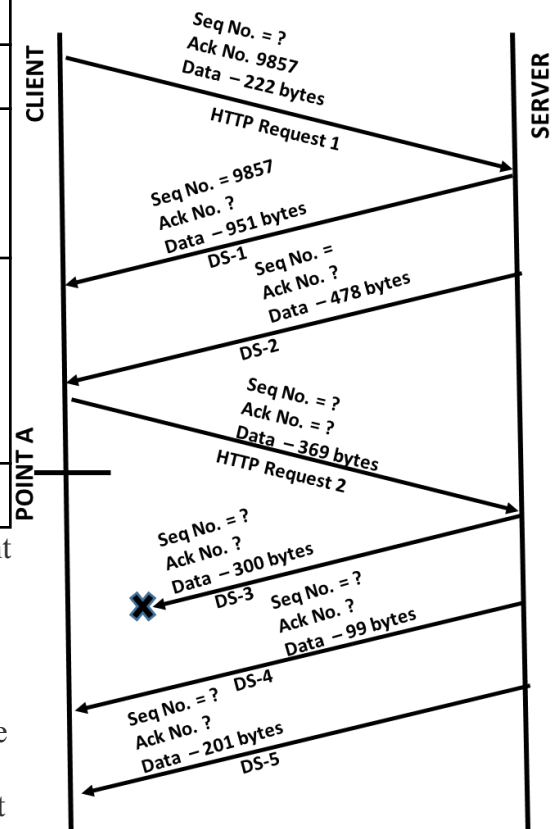 CLIENT
SERVER
Seq No. = ?
Ack No. 9857
Data – 222 bytes
HTTP Request 1
Seq No. = 9857
Ack No. ?
Data – 951 bytes
DS-1
Seq No. =
Ack No. ?
Data – 478 bytes
DS-2
Seq No. = ?
Ack No. = ?
Data – 369 bytes
HTTP Request 2
POINT A
Seq No. = ?
Ack No. ?
Data – 300 bytes
DS-3
Seq No. = ?
Ack No. ?
Data – 99 bytes
DS-4
Seq No. = ?
Ack No. ?
Data – 201 bytes
DS-5